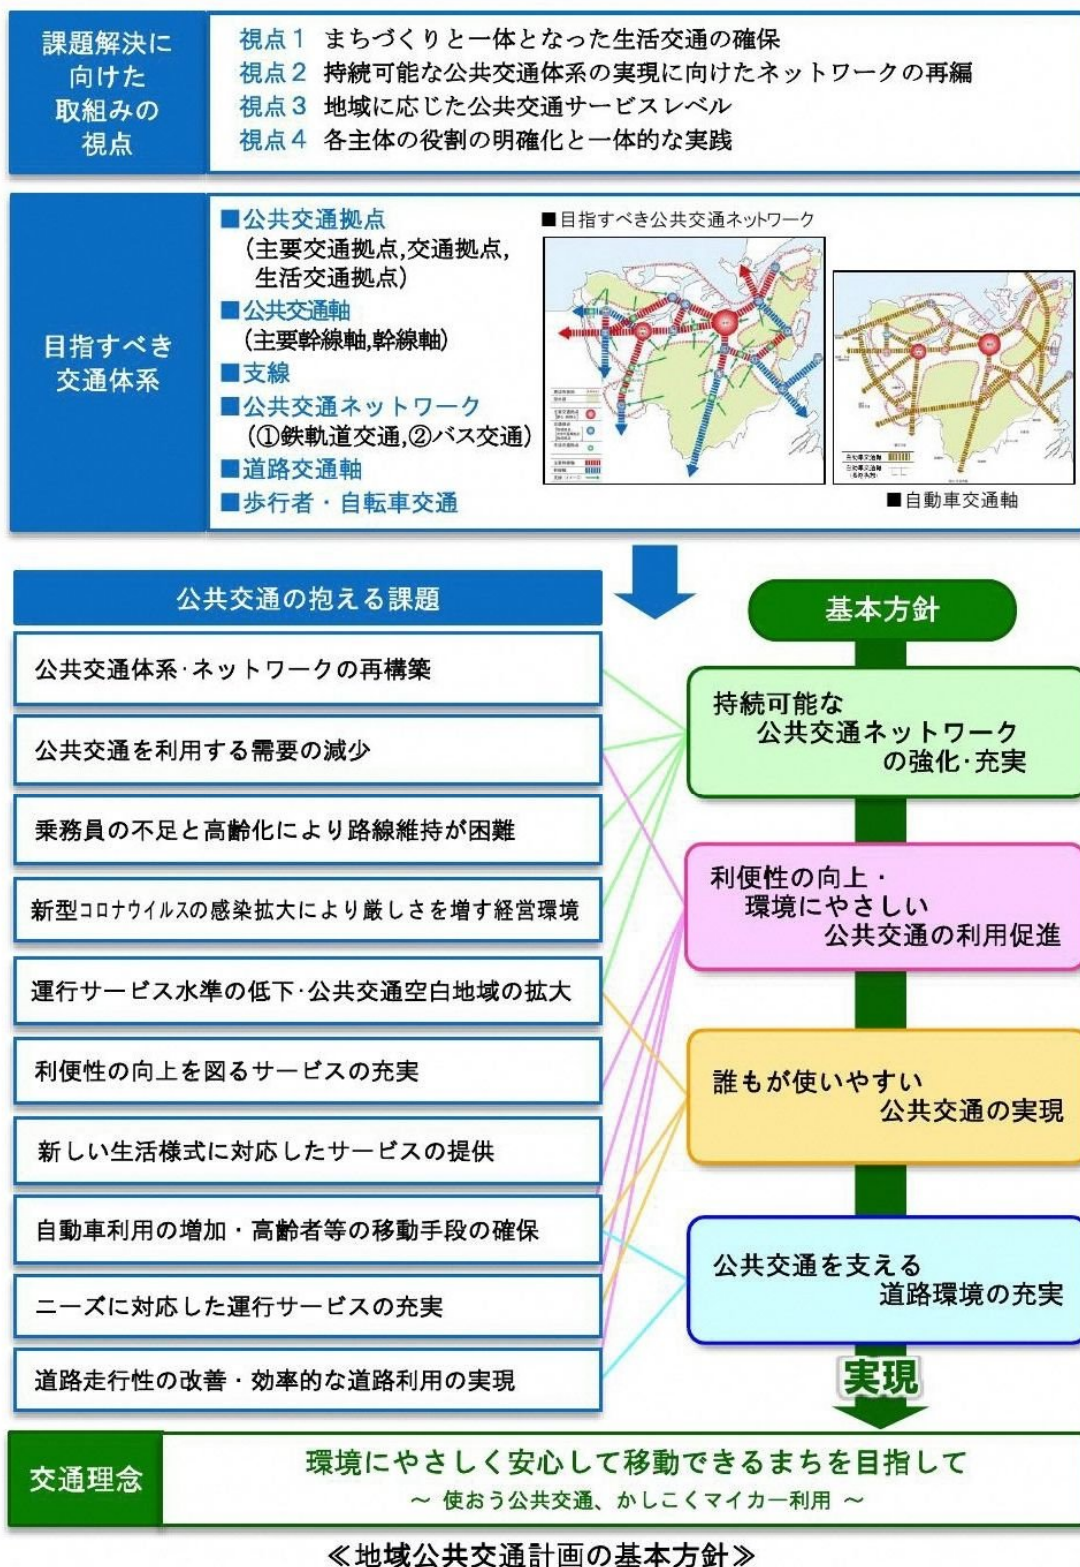 課題解決に
向けた
取組みの
視点
視点1 まちづくりと一体となった生活交通の確保
視点2 持続可能な公共交通体系の実現に向けたネットワークの再編
視点3 地域に応じた公共交通サービスレベル
視点4 各主体の役割の明確化と一体的な実践
目指すべき
交通体系
■公共交通拠点
(主要交通拠点,交通拠点,
生活交通拠点)
■公共交通軸
(主要幹線軸,幹線軸)
■支線
■公共交通ネットワーク
(①鉄軌道交通,②バス交通)
■道路交通軸
■歩行者・自転車交通
■目指すべき公共交通ネットワーク
■自動車交通軸
公共交通の抱える課題
公共交通体系･ネットワークの再構築
公共交通を利用する需要の減少
乗務員の不足と高齢化により路線維持が困難
新型コロナウイルスの感染拡大により厳しさを増す経営環境
運行サービス水準の低下･公共交通空白地域の拡大
利便性の向上を図るサービスの充実
新しい生活様式に対応したサービスの提供
自動車利用の増加・高齢者等の移動手段の確保
ニーズに対応した運行サービスの充実
道路走行性の改善・効率的な道路利用の実現
基本方針
持続可能な
公共交通ネットワーク
の強化･充実
利便性の向上・
環境にやさしい
公共交通の利用促進
誰もが使いやすい
公共交通の実現
公共交通を支える
道路環境の充実
実現
交通理念
環境にやさしく安心して移動できるまちを目指して
～ 使おう公共交通、かしこくマイカー利用 ～
≪地域公共交通計画の基本方針≫